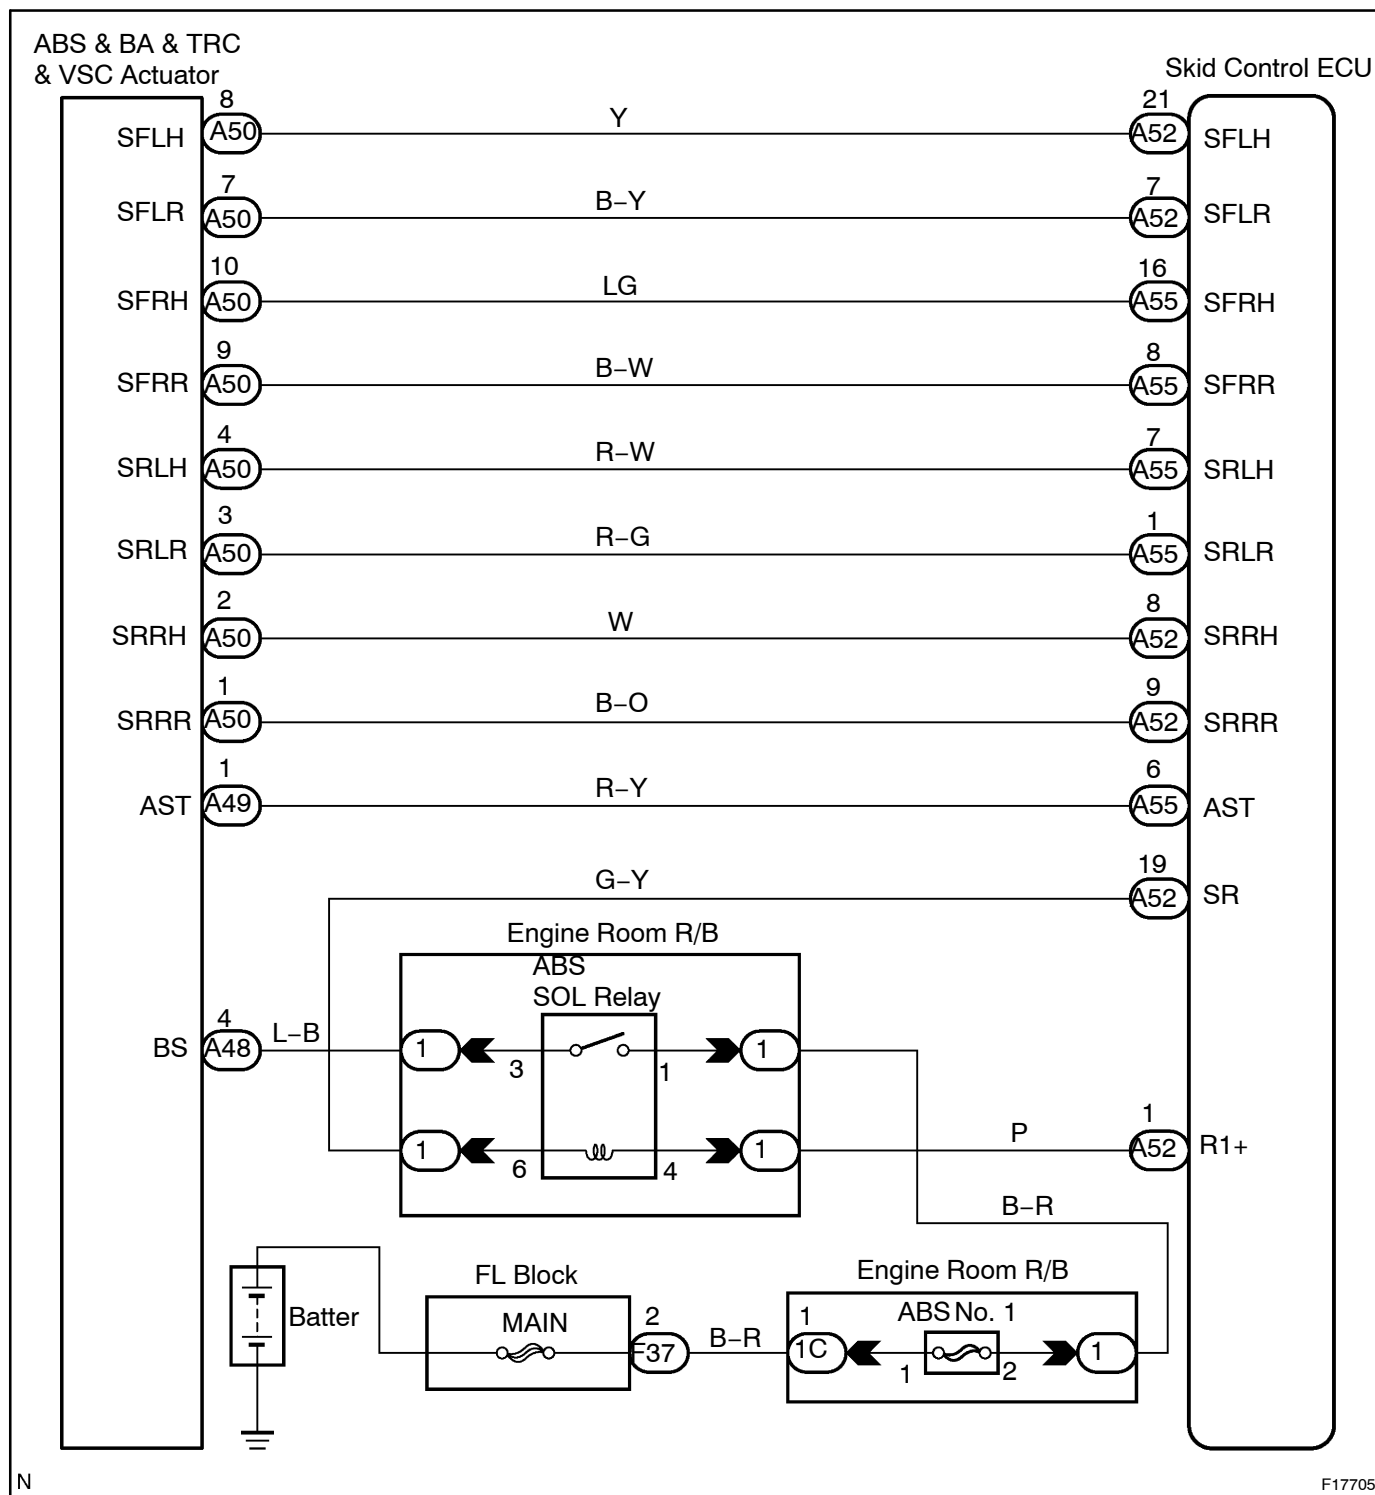 ABS & BA & TRC
& VSC Actuator
Skid Control ECU
8
Y
21
SFLH
A50
A52
SFLH
7
B−Y
7
SFLR
A50
A52
SFLR
10
LG
16
SFRH
A50
A55
SFRH
9
B−W
8
SFRR
A50
A55
SFRR
4
R−W
7
SRLH
A50
A55
SRLH
3
R−G
1
SRLR
A50
A55
SRLR
2
W
8
SRRH
A50
A52
SRRH
1
B−O
9
SRRR
A50
A52
SRRR
1
R−Y
6
AST
A49
A55
AST
G−Y
19
A52
SR
Engine Room R/B
ABS
SOL Relay
4
BS
A48
L−B
1
3
1
1
1
6
4
1
P
1
A52
R1+
B−R
Batter
FL Block
MAIN
2
F37
B−R
Engine Room R/B
ABS No. 1
1
1C
1
2
1
N
F17705